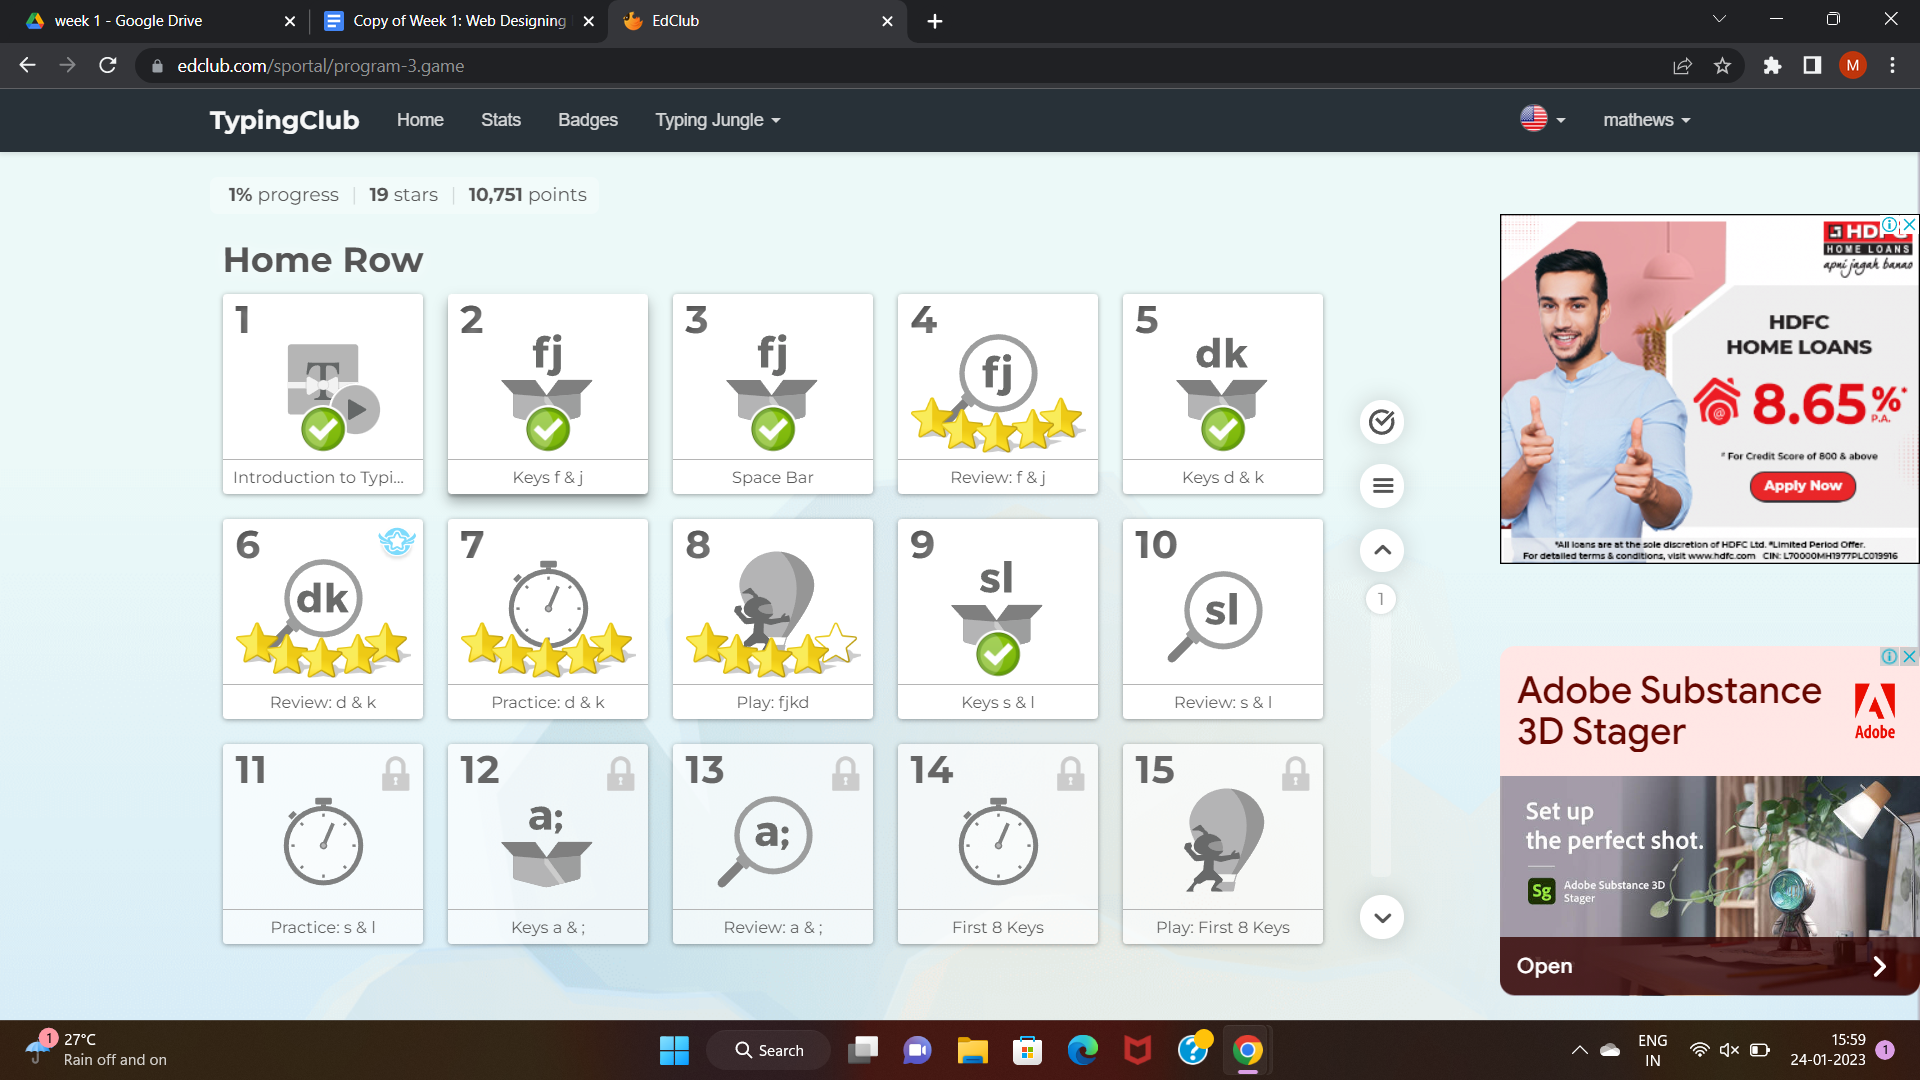 week 1 - Google Drive
Copy of Week 1: Web Designing
EdClub
edclub.com/sportal/program-3.game
M
TypingClub
Home
Stats
Badges
Typing Jungle
mathews
1% progress
19 stars
10,751 points
Home Row
1
T
Introduction to Typi...
2
fj
Keys f & j
3
fj
Space Bar
4
fj
Review: f & j
5
dk
Keys d & k
6
dk
Review: d & k
7
Practice: d & k
8
Play: fjkd
9
sl
Keys s & l
10
sl
Review: s & l
11
Practice: s & l
12
a;
Keys a & ;
13
a;
Review: a & ;
14
First 8 Keys
15
Play: First 8 Keys
1
HDFC
HOME LOANS
apni jagah banao
HDFC
HOME LOANS
@
8.65%*
P.A.
# For Credit Score of 800 & above
Apply Now
*All loans are at the sole discretion of HDFC Ltd. #Limited Period Offer.
For detailed terms & conditions, visit www.hdfc.com CIN: L70000MH1977PLC019916
Adobe Substance
3D Stager
Adobe
Set up
the perfect shot.
Sg
Adobe Substance 3D
Stager
Open
1
27°C
Rain off and on
Search
ENG
IN
15:59
24-01-2023
1